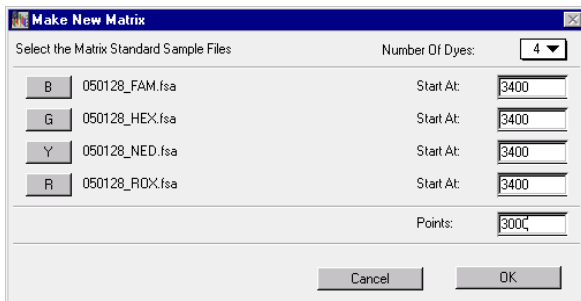 Make New Matrix
Select the Matrix Standard Sample Files Number Of Dyes: 4
B 050128_FAM.fsa Start At: 3400
G 050128_HEX.fsa Start At: 3400
Y 050128_NED.fsa Start At: 3400
R 050128_ROX.fsa Start At: 3400
Points: 3000
Cancel OK